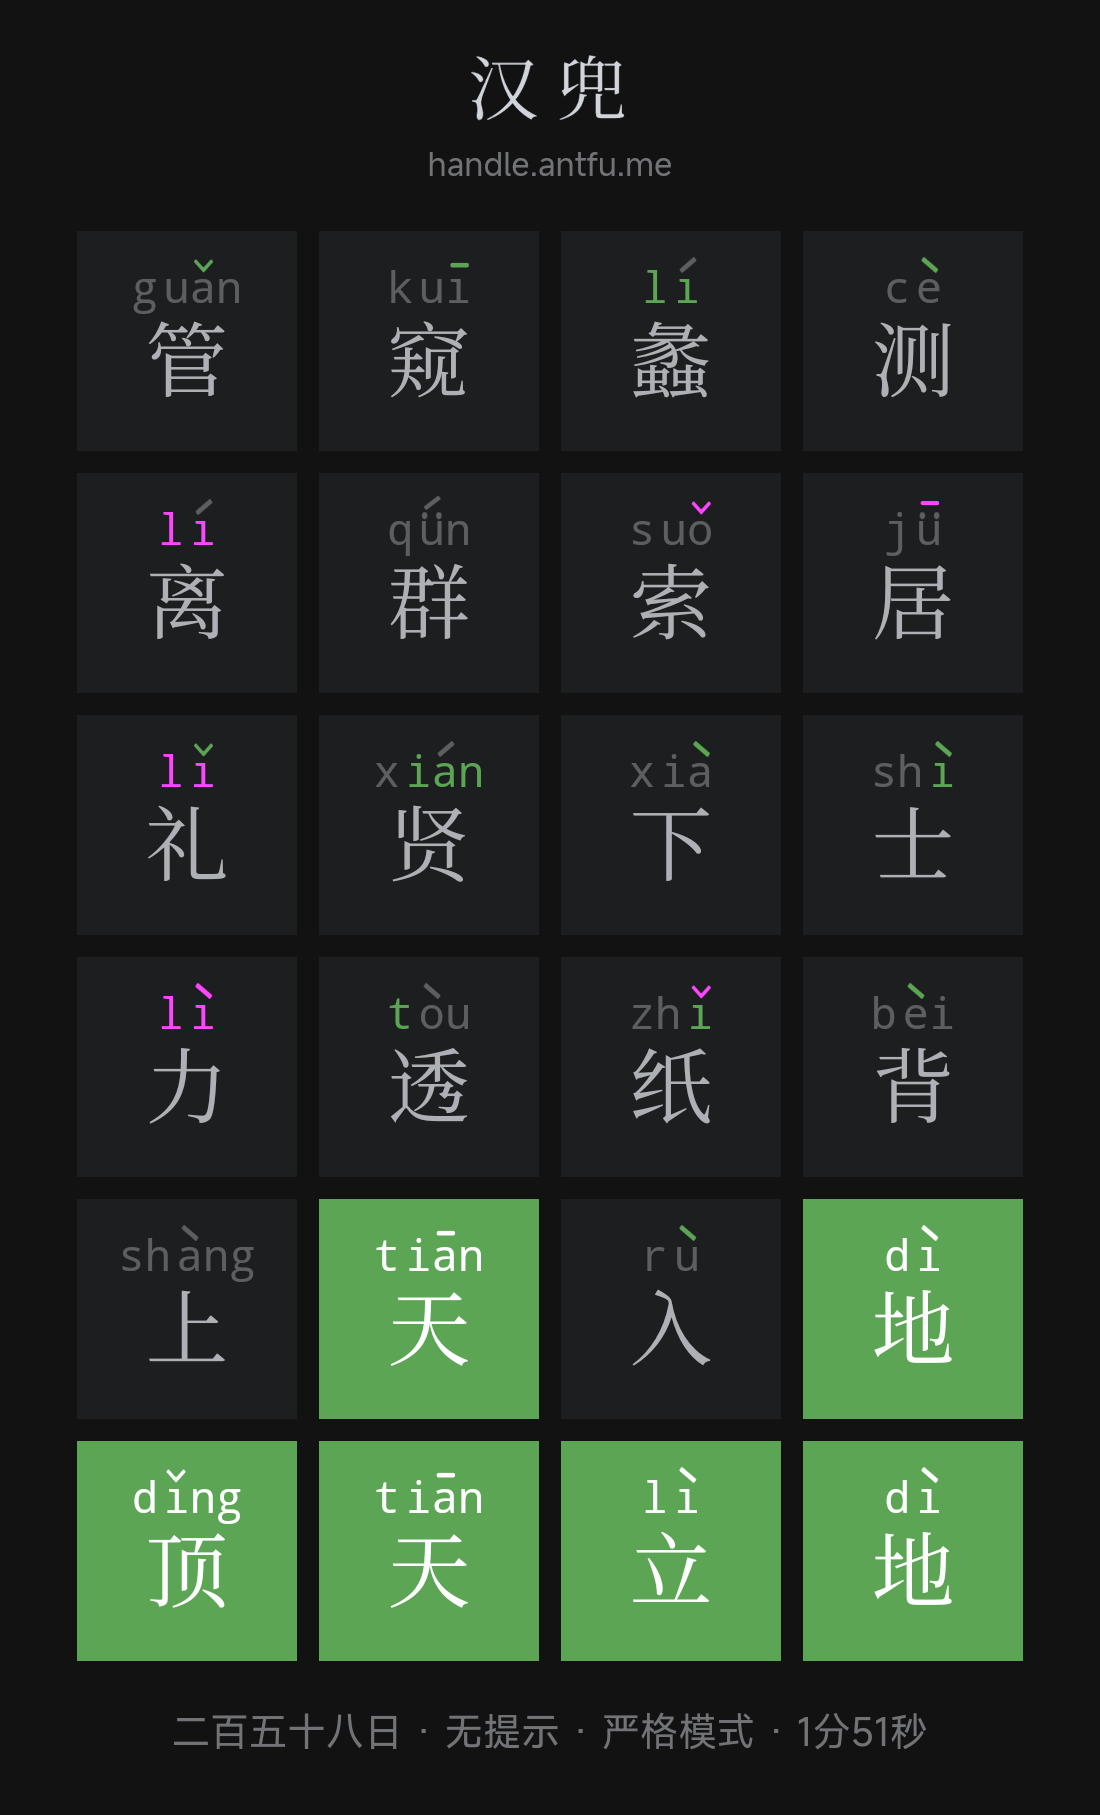 汉兜
handle.antfu.me
guǎn kuī lí cè
管窥蠡测
lí qǘn suǒ jǖ
离群索居
lǐ xián xià shì
礼贤下士
lì tòu zhǐ bèi
力透纸背
shàng tiān rù dì
上天入地
dǐng tiān lì dì
顶天立地
二百五十八日 · 无提示 · 严格模式 · 1分51秒